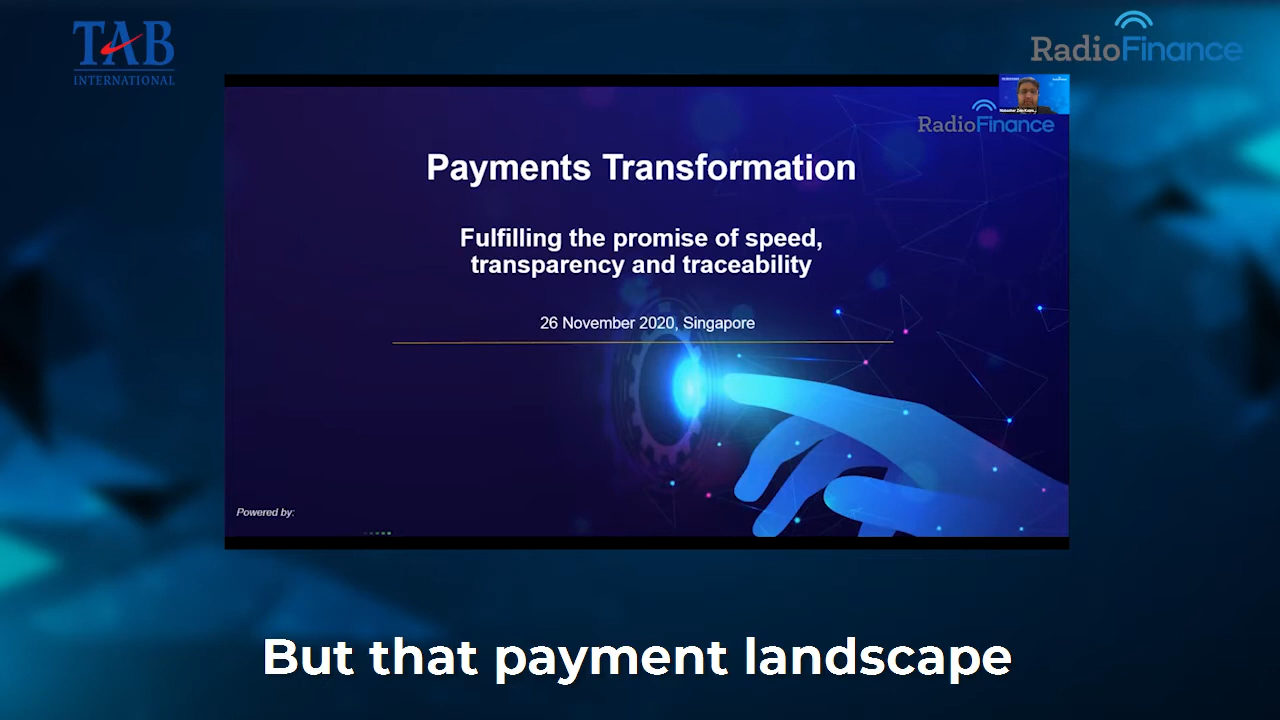 TAB
INTERNATIONAL
RadioFinance
RadioFinance
Payments Transformation
Fulfilling the promise of speed,
transparency and traceability
26 November 2020, Singapore
Powered by:
But that payment landscape